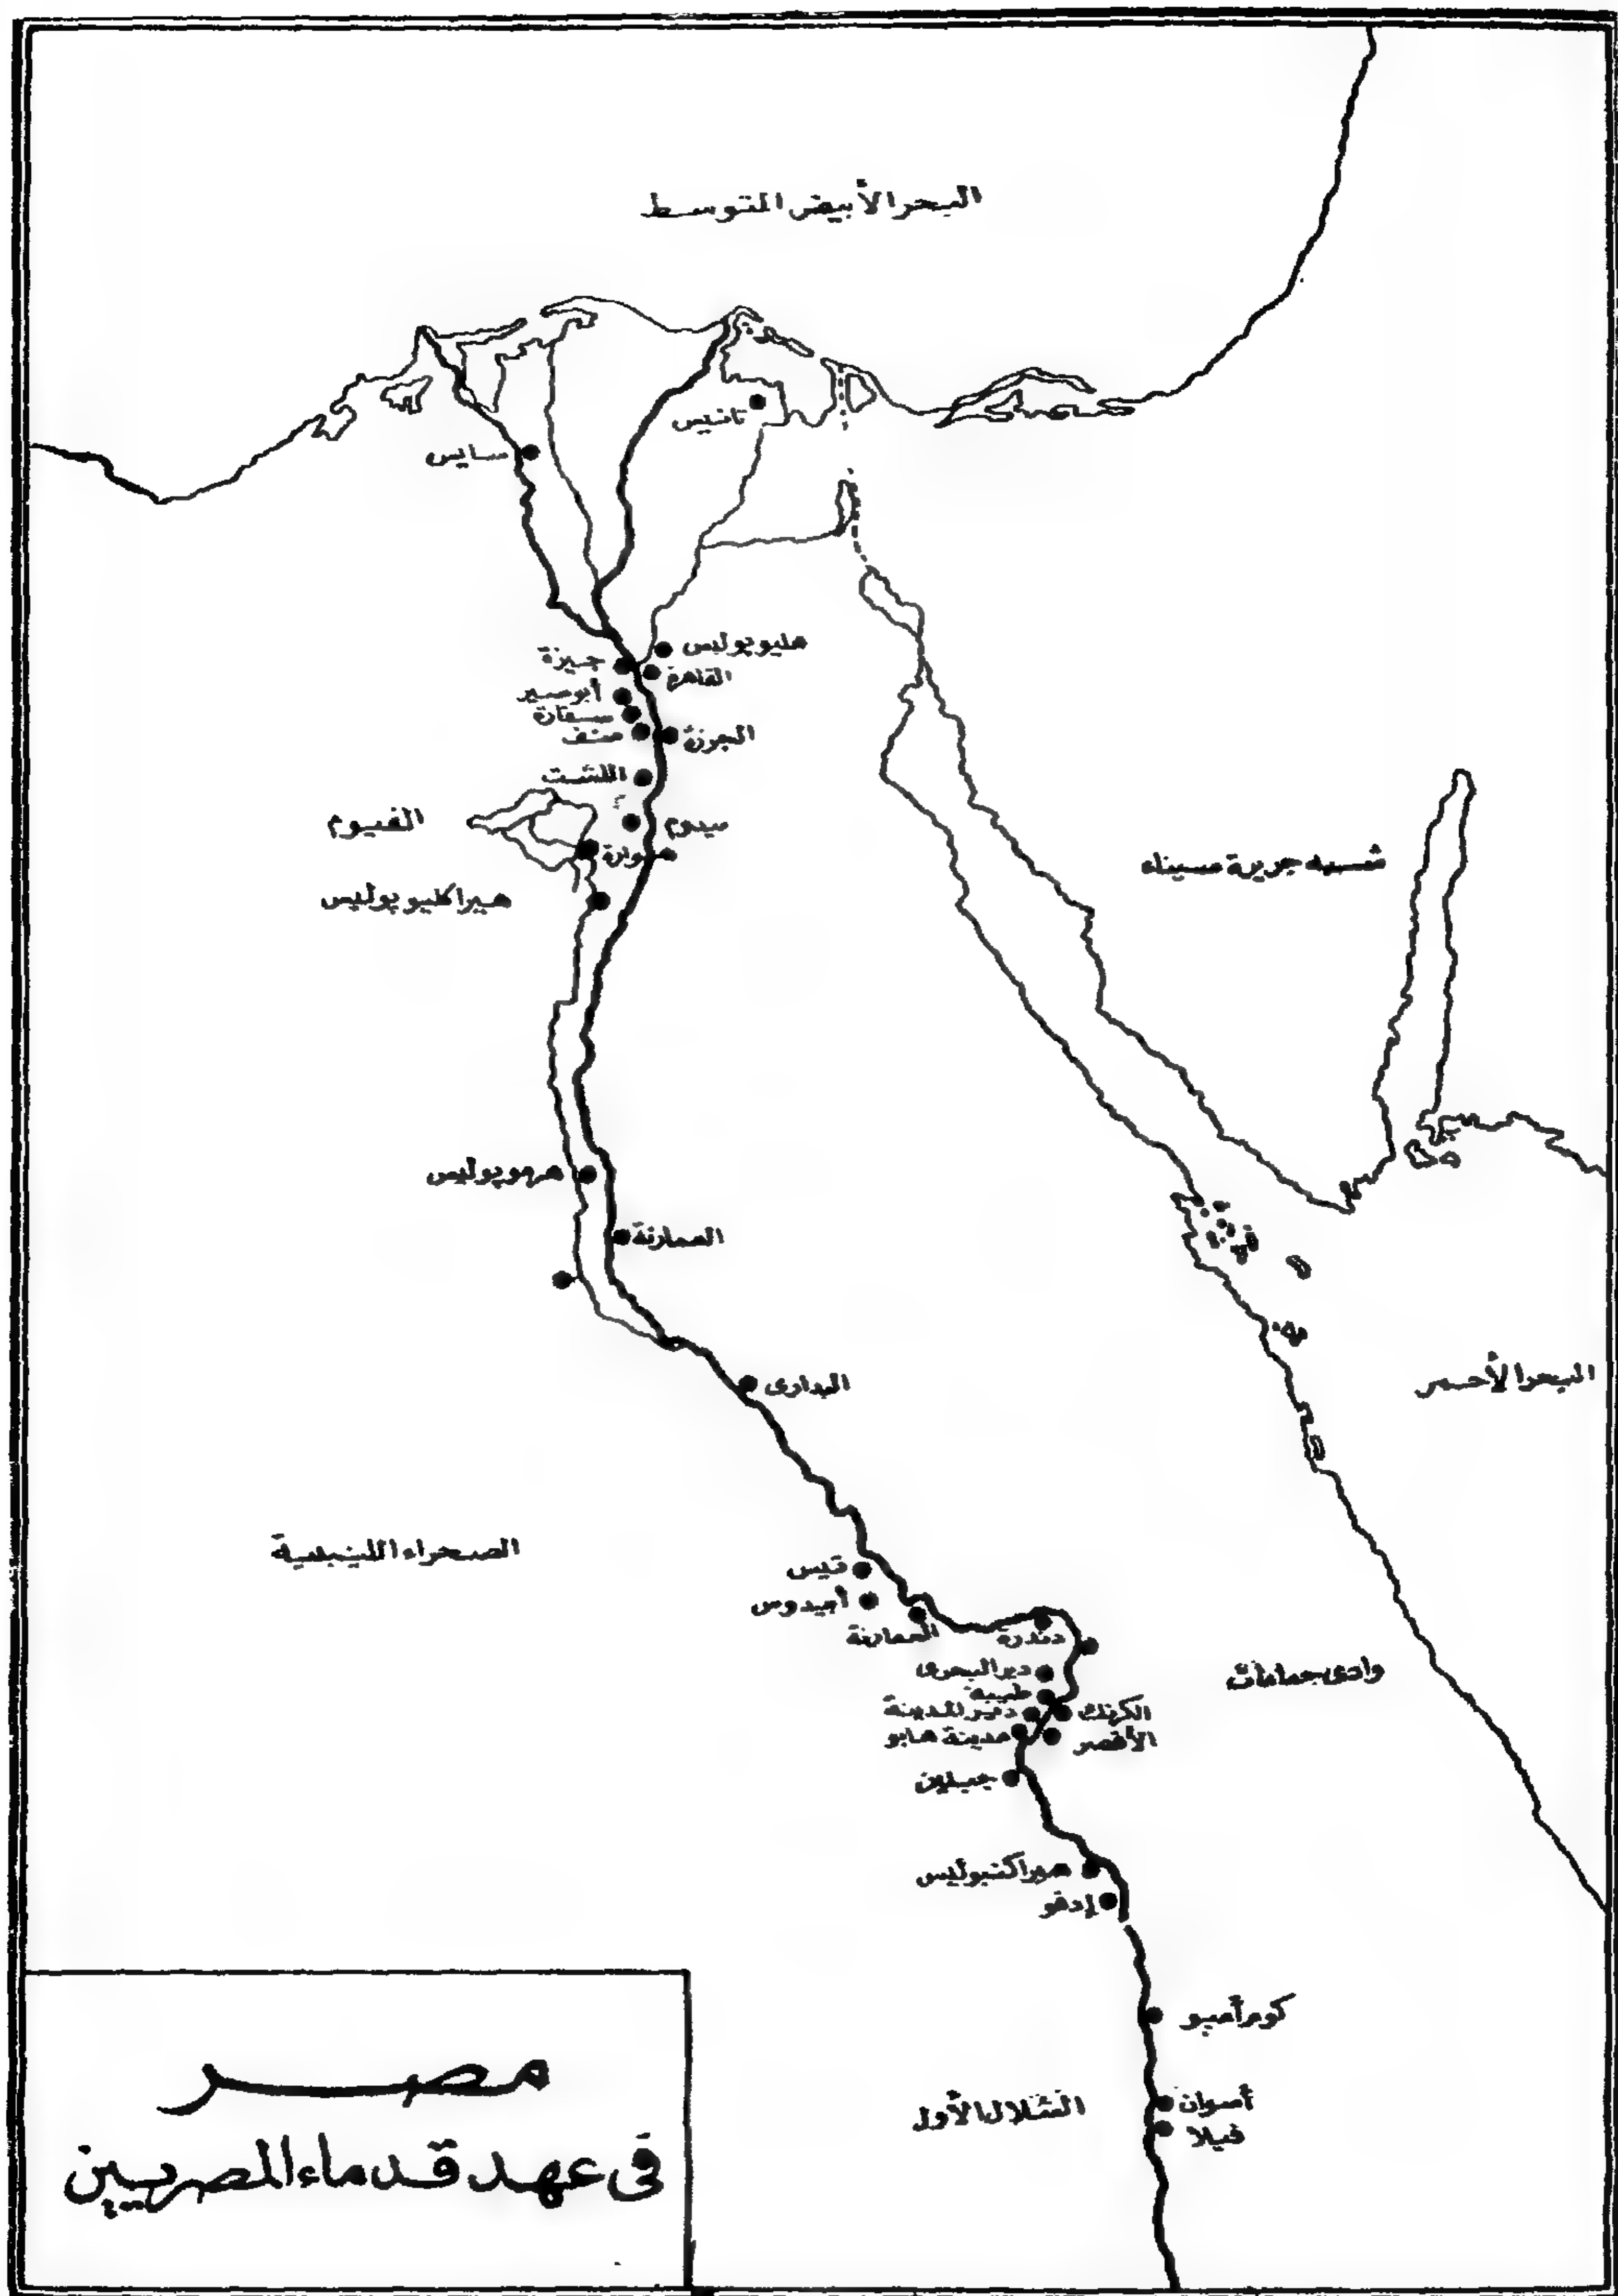 البحر الأبيض المتوسط
تانيس
سايس
هليوبوليس
جيزة
القاهرة
أبوصير
سقارة
منف
الجرزة
اللشت
الفيوم
ميدوم
هوارة
شبه جزيرة سيناء
هيراكليوبوليس
هرموبوليس
العمارنة
البحر الأحمر
البدارى
الصحراء الليبية
قيس
أبيدوس
العمارنة
دندرة
دير البحرى
وادى حمامات
طيبة
دير المدينة
الكرنك
مدينة هابو
الأقصر
جبلين
هيراكنبوليس
إدفو
كوم أمبو
أسوان
الشلال الأول
فيلا
مصر
فى عهد قدماء المصريين